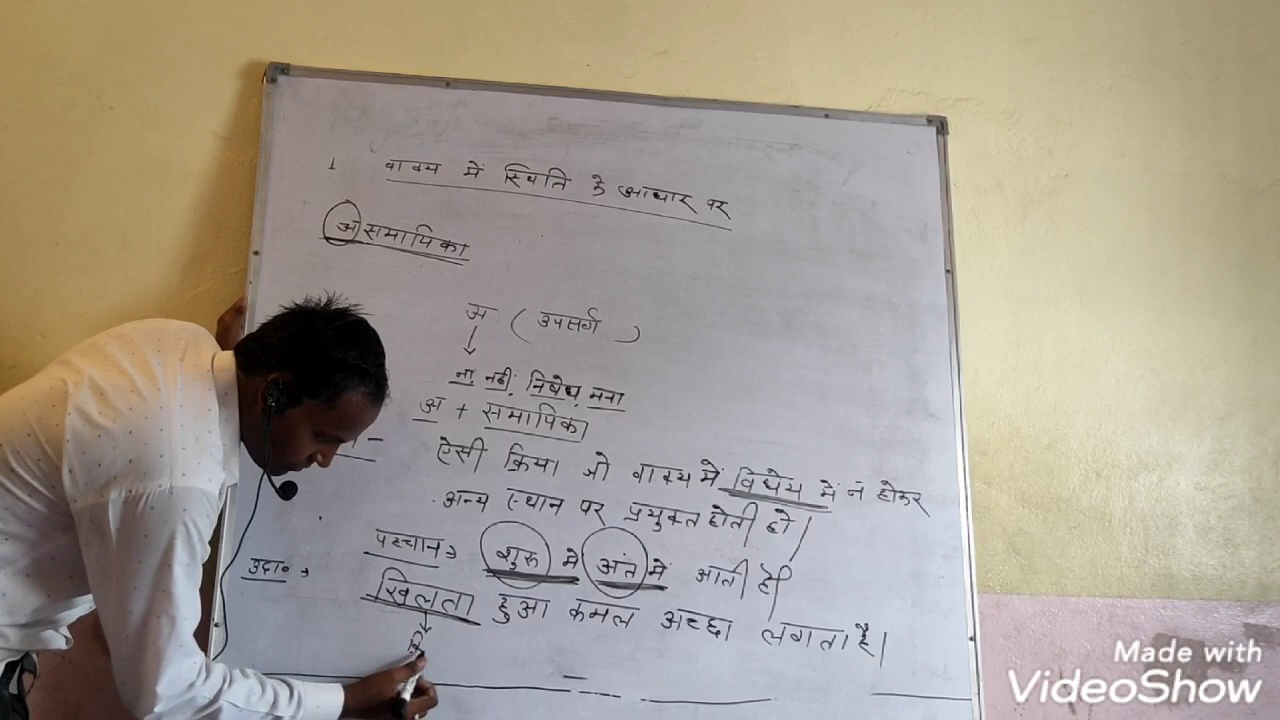 1 वाक्य में स्थिति के आधार पर
असमापिका
अ ( उपसर्ग )
ना, नहीं, निषेध, मना
अ + समापिका
ऐसी क्रिया जो वाक्य में विधेय में न होकर
अन्य स्थान पर प्रयुक्त होती हो।
पहचान शुरू में अंत में आती है।
उदा०
खिलता हुआ कमल अच्छा लगता है।
Made with
VideoShow